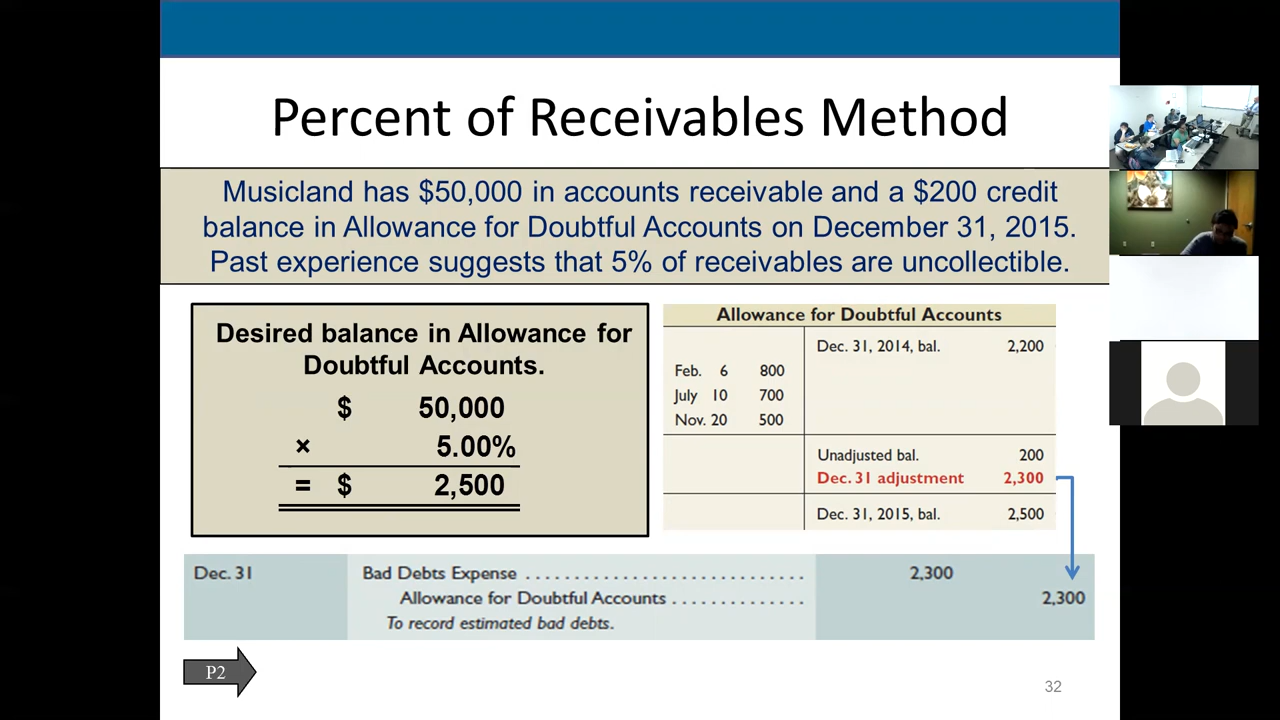 Percent of Receivables Method
Musicland has $50,000 in accounts receivable and a $200 credit
balance in Allowance for Doubtful Accounts on December 31, 2015.
Past experience suggests that 5% of receivables are uncollectible.
Desired balance in Allowance for
Doubtful Accounts.
$ 50,000
× 5.00%
= $ 2,500
Allowance for Doubtful Accounts
Dec. 31, 2014, bal. 2,200
Feb. 6 800
July 10 700
Nov. 20 500
Unadjusted bal. 200
Dec. 31 adjustment 2,300
Dec. 31, 2015, bal. 2,500
Dec. 31 Bad Debts Expense ............................. 2,300
Allowance for Doubtful Accounts .............. 2,300
To record estimated bad debts.
P2
32